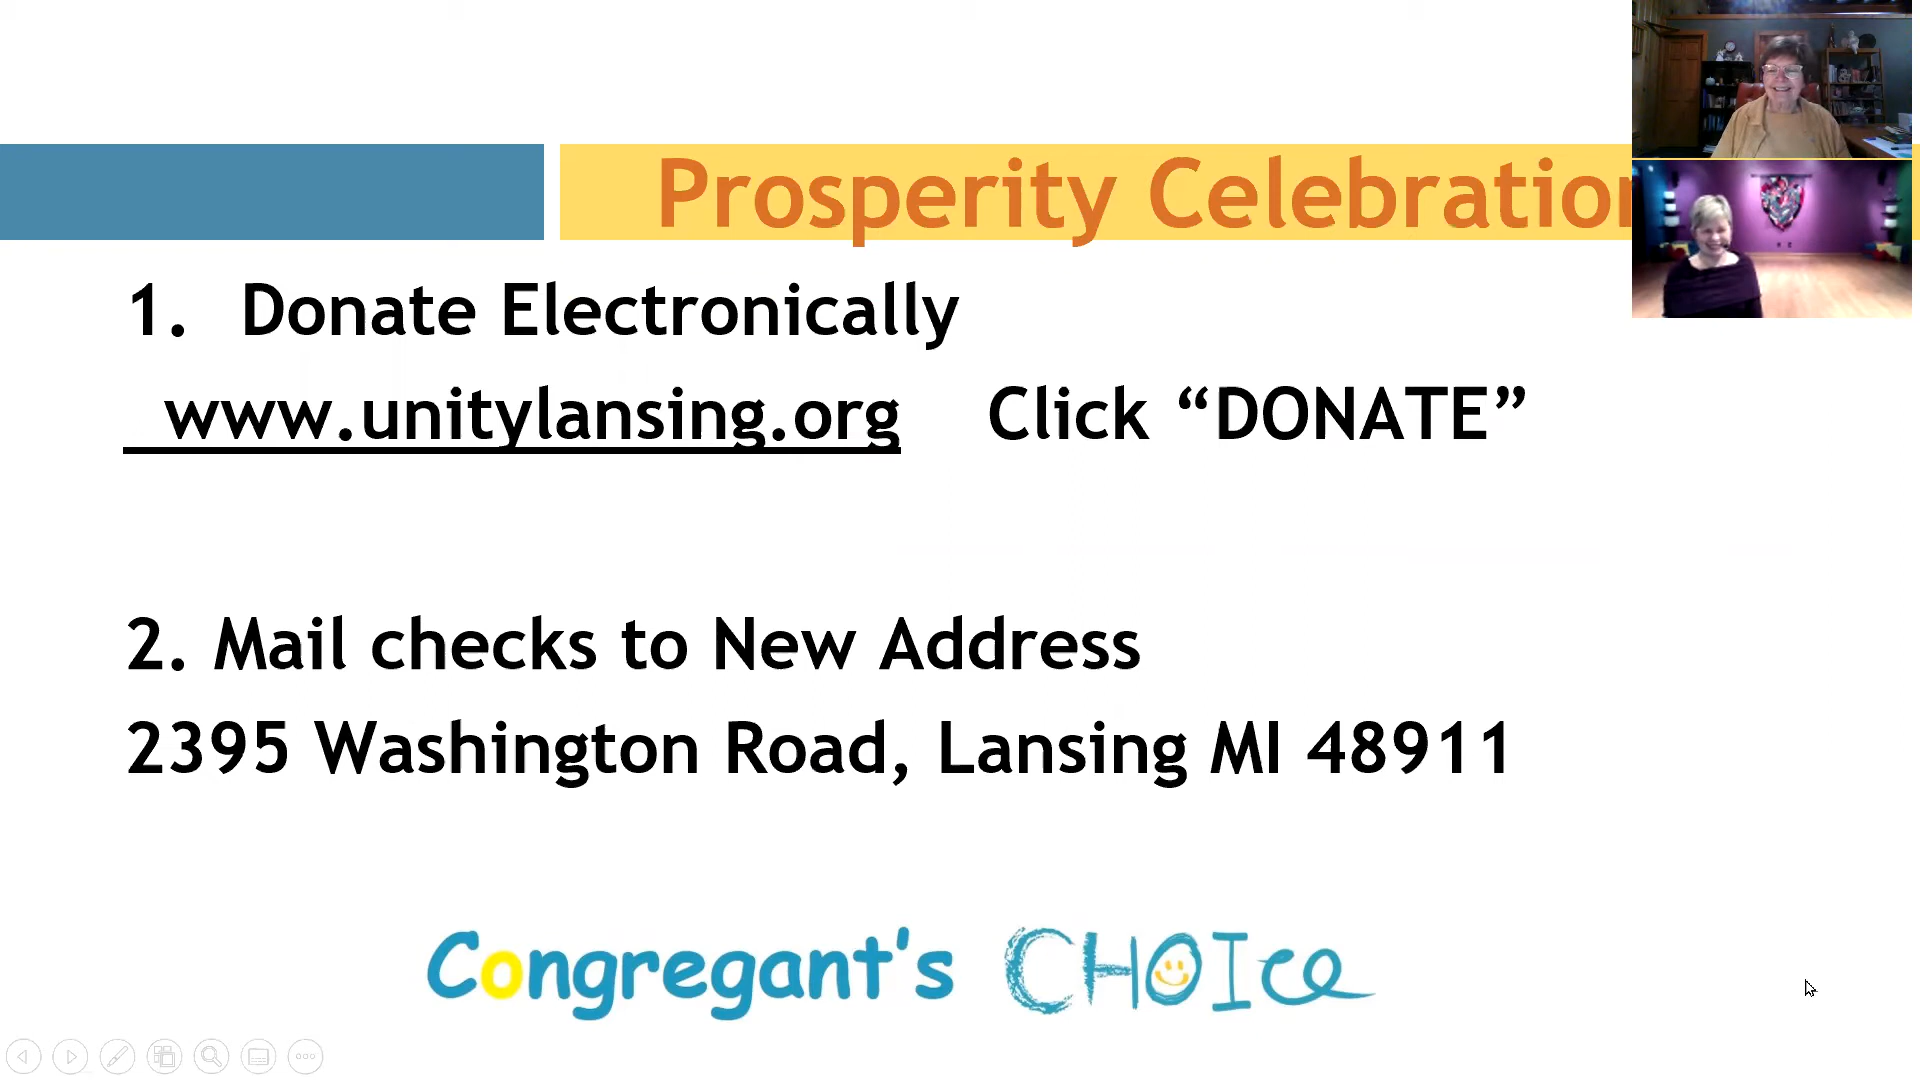 Prosperity Celebration
1. Donate Electronically
www.unitylansing.org Click “DONATE”
2. Mail checks to New Address
2395 Washington Road, Lansing MI 48911
Congregant's CHOIce